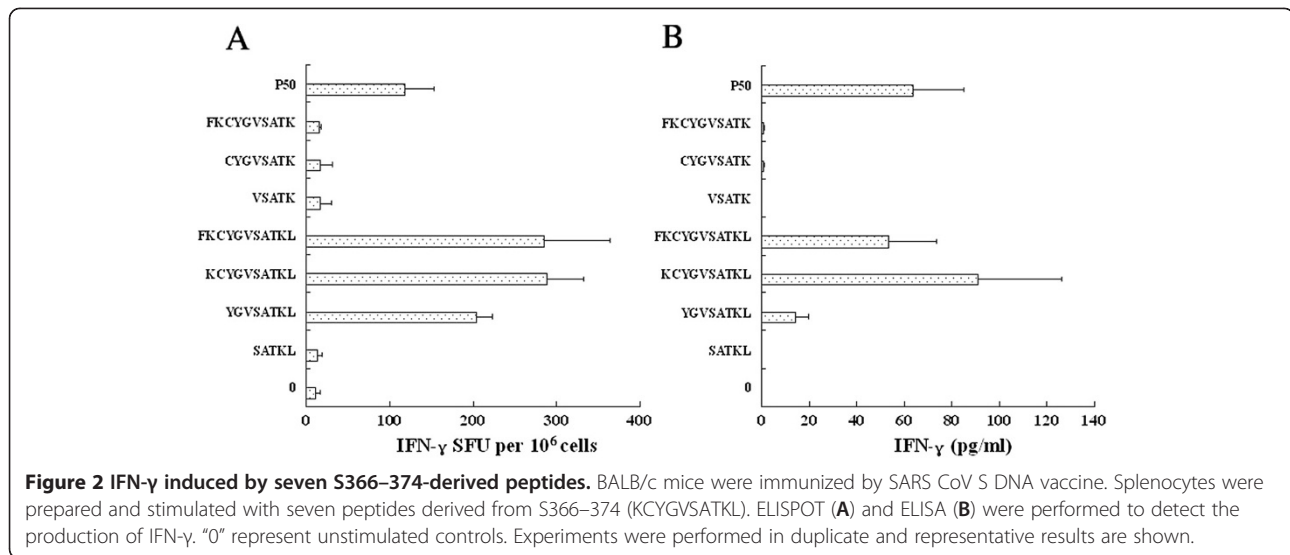 A
B
P50
FKCYGVSATK
CYGVSATK
VSATK
FKCYGVSATKL
KCYGVSATKL
YGVSATKL
SATKL
0
0 100 200 300 400
IFN-γ SFU per 10⁶ cells
P50
FKCYGVSATK
CYGVSATK
VSATK
FKCYGVSATKL
KCYGVSATKL
YGVSATKL
SATKL
0
0 20 40 60 80 100 120 140
IFN-γ (pg/ml)
Figure 2 IFN-γ induced by seven S366–374-derived peptides. BALB/c mice were immunized by SARS CoV S DNA vaccine. Splenocytes were
prepared and stimulated with seven peptides derived from S366–374 (KCYGVSATKL). ELISPOT (A) and ELISA (B) were performed to detect the
production of IFN-γ. “0” represent unstimulated controls. Experiments were performed in duplicate and representative results are shown.